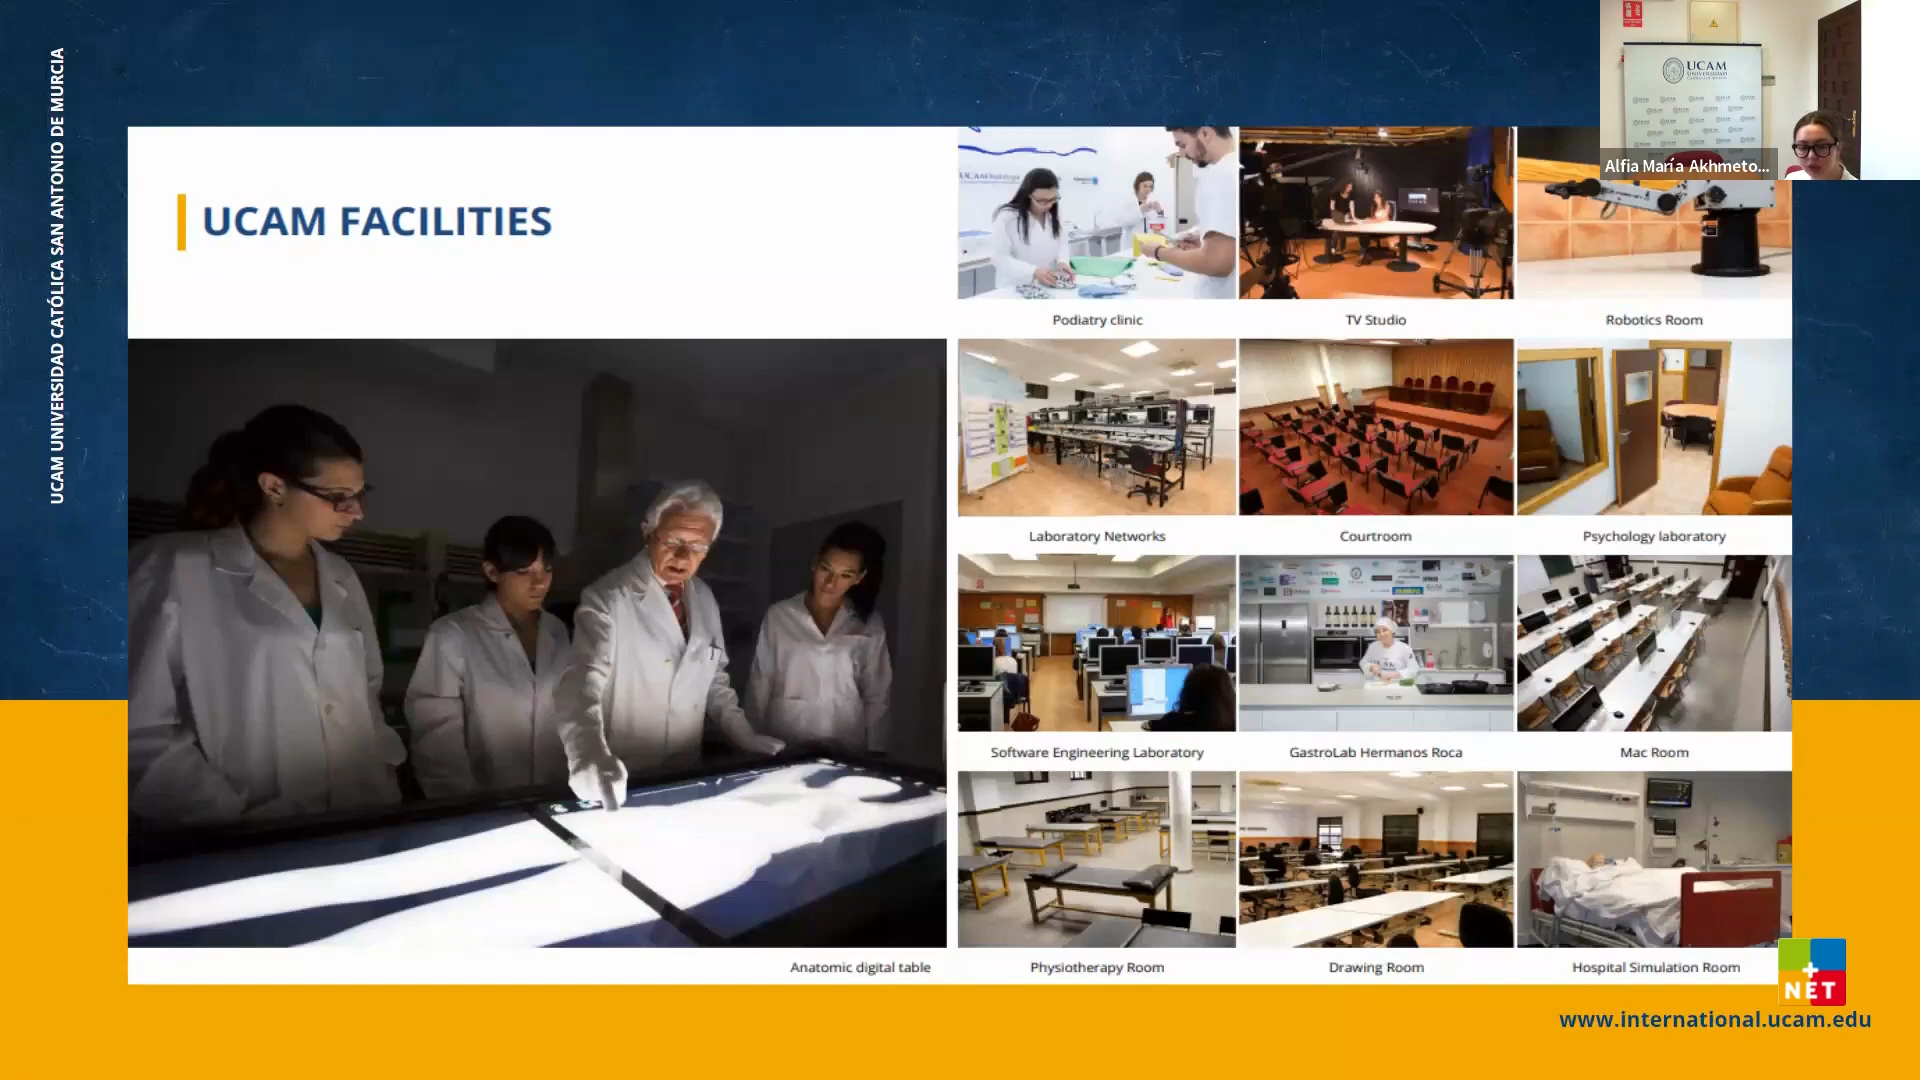 UCAM UNIVERSIDAD CATÓLICA SAN ANTONIO DE MURCIA
UCAM
UNIVERSIDAD
Alfia María Akhmeto...
UCAM FACILITIES
Podiatry clinic
TV Studio
Robotics Room
Laboratory Networks
Courtroom
Psychology laboratory
Software Engineering Laboratory
GastroLab Hermanos Roca
Mac Room
Anatomic digital table
Physiotherapy Room
Drawing Room
Hospital Simulation Room
+
NET
www.international.ucam.edu